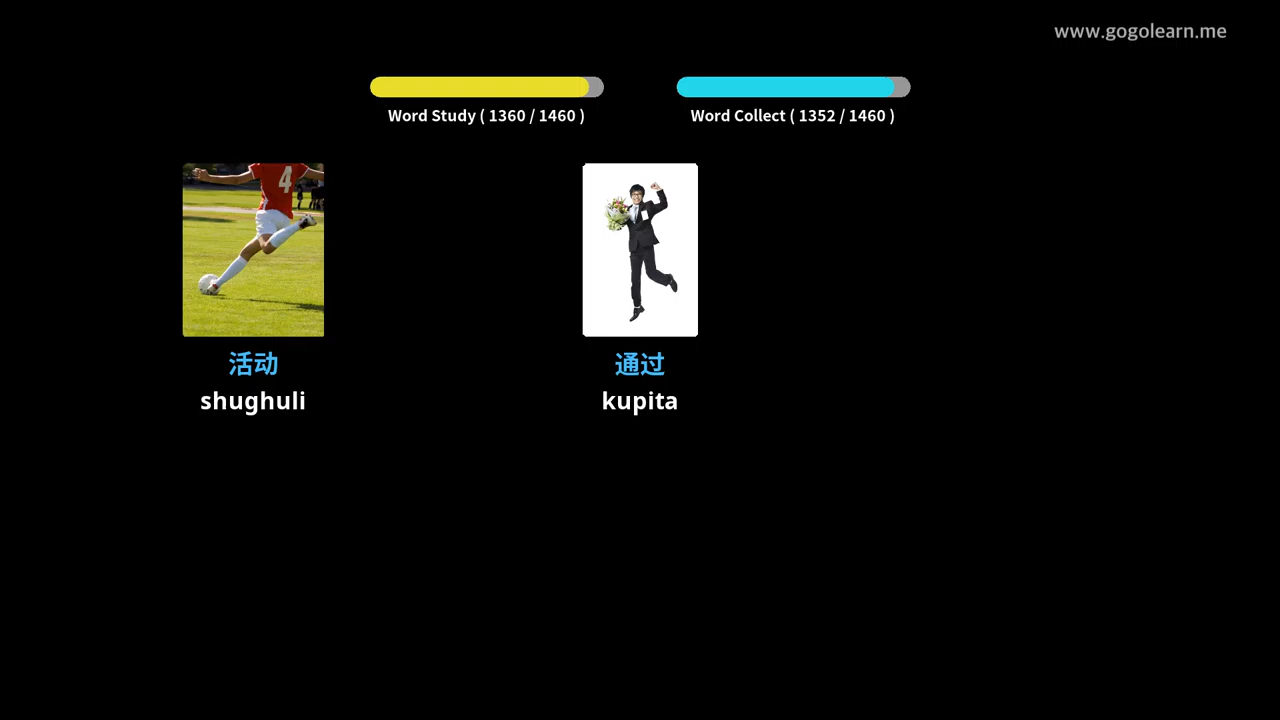 www.gogolearn.me
Word Study ( 1360 / 1460 )
Word Collect ( 1352 / 1460 )
4
活动
shughuli
通过
kupita